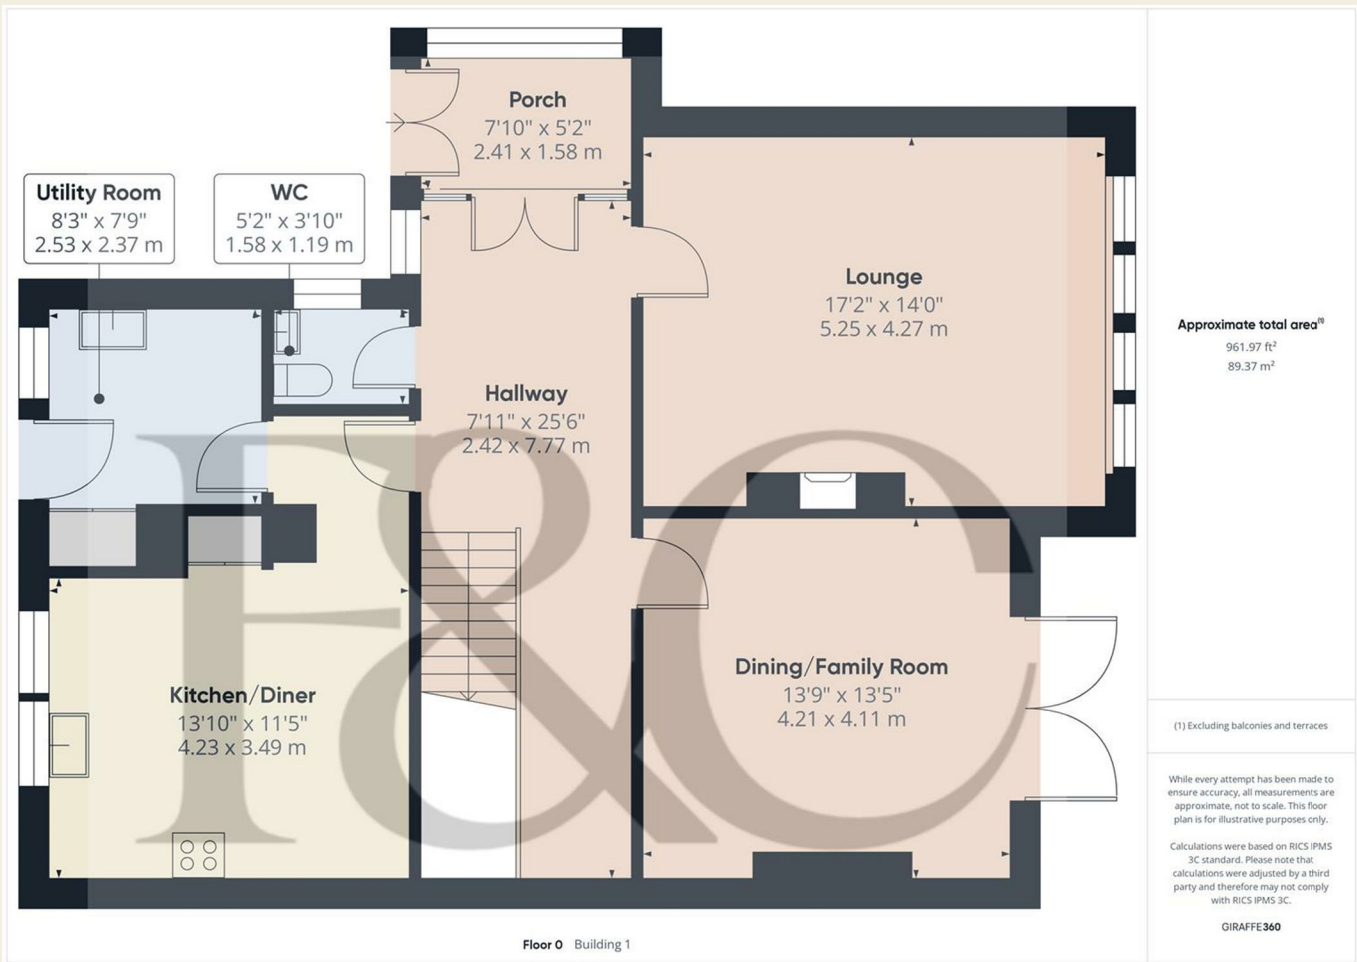 Porch
7'10" x 5'2"
2.41 x 1.58 m
Utility Room
8'3" x 7'9"
2.53 x 2.37 m
WC
5'2" x 3'10"
1.58 x 1.19 m
Lounge
17'2" x 14'0"
5.25 x 4.27 m
Hallway
7'11" x 25'6"
2.42 x 7.77 m
Kitchen/Diner
13'10" x 11'5"
4.23 x 3.49 m
Dining/Family Room
13'9" x 13'5"
4.21 x 4.11 m
F&C
Floor 0 Building 1
Approximate total area(1)
961.97 ft²
89.37 m²
(1) Excluding balconies and terraces
While every attempt has been made to
ensure accuracy, all measurements are
approximate, not to scale. This floor
plan is for illustrative purposes only.
Calculations were based on RICS IPMS
3C standard. Please note that
calculations were adjusted by a third
party and therefore may not comply
with RICS IPMS 3C.
GIRAFFE360